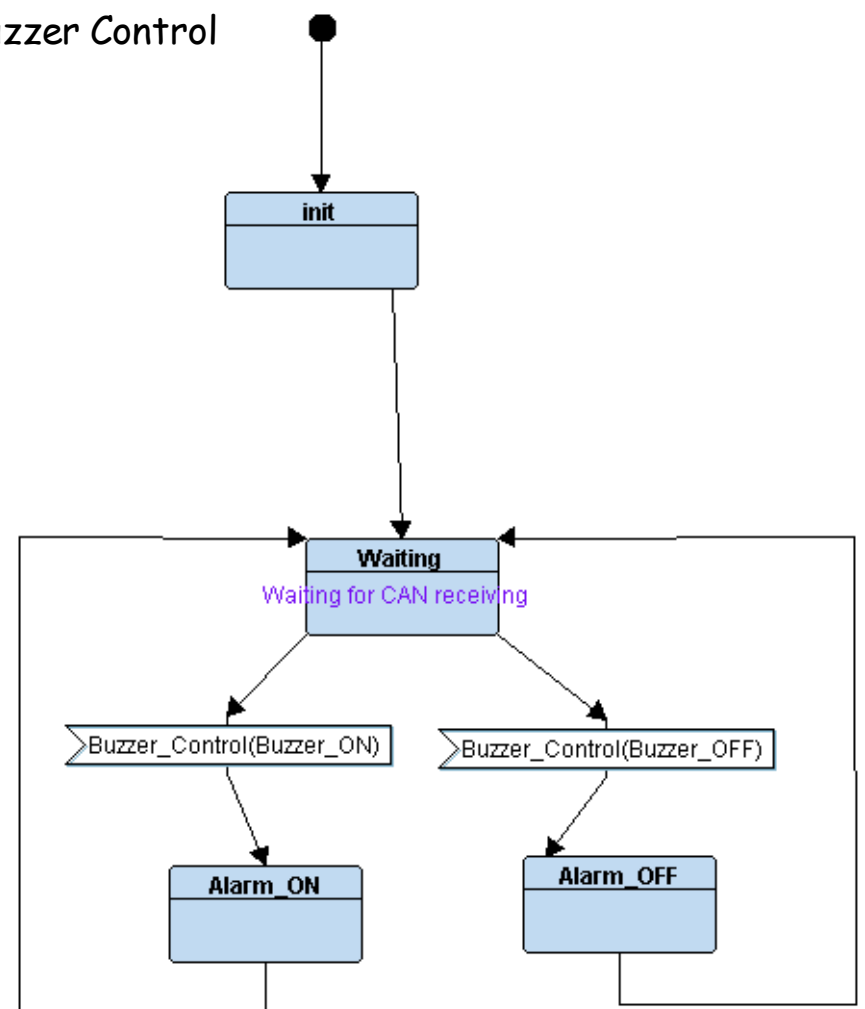 zzer Control
init
Waiting
Waiting for CAN receiving
Buzzer_Control(Buzzer_ON)
Buzzer_Control(Buzzer_OFF)
Alarm_ON
Alarm_OFF